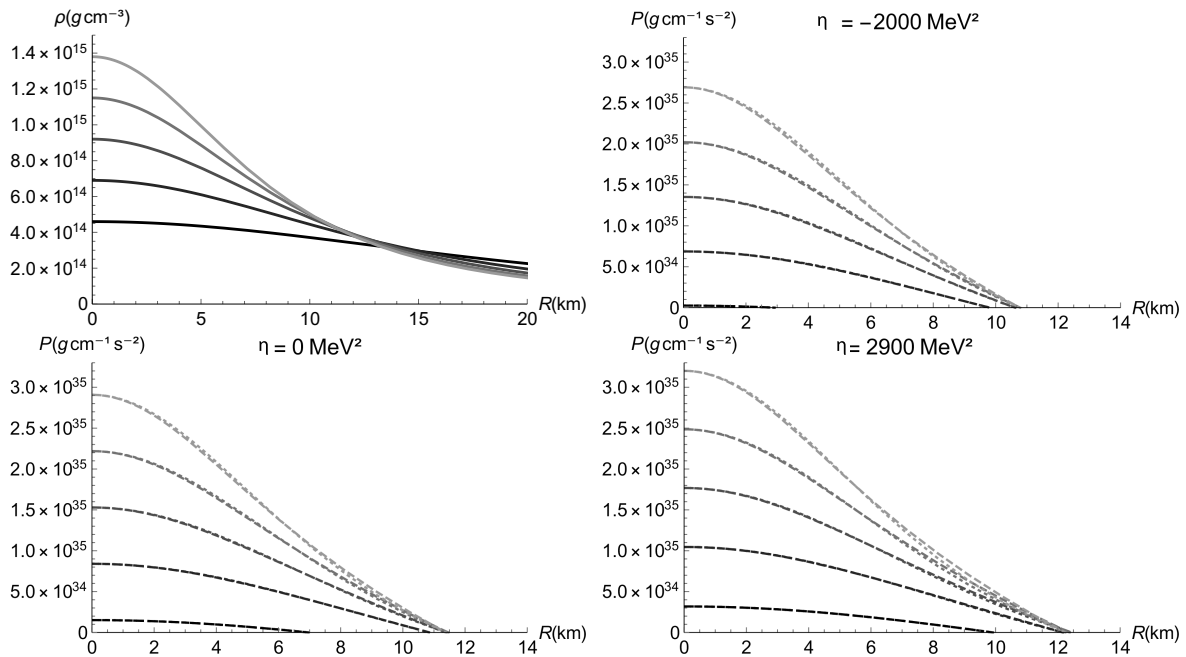 ρ(g cm⁻³)
1.4 × 10¹⁵
1.2 × 10¹⁵
1.0 × 10¹⁵
8.0 × 10¹⁴
6.0 × 10¹⁴
4.0 × 10¹⁴
2.0 × 10¹⁴
0
0 5 10 15 20
R(km)
P(g cm⁻¹ s⁻²)
η = −2000 MeV²
3.0 × 10³⁵
2.5 × 10³⁵
2.0 × 10³⁵
1.5 × 10³⁵
1.0 × 10³⁵
5.0 × 10³⁴
0
0 2 4 6 8 10 12 14
R(km)
P(g cm⁻¹ s⁻²)
η = 0 MeV²
3.0 × 10³⁵
2.5 × 10³⁵
2.0 × 10³⁵
1.5 × 10³⁵
1.0 × 10³⁵
5.0 × 10³⁴
0
0 2 4 6 8 10 12 14
R(km)
P(g cm⁻¹ s⁻²)
η = 2900 MeV²
3.0 × 10³⁵
2.5 × 10³⁵
2.0 × 10³⁵
1.5 × 10³⁵
1.0 × 10³⁵
5.0 × 10³⁴
0
0 2 4 6 8 10 12 14
R(km)